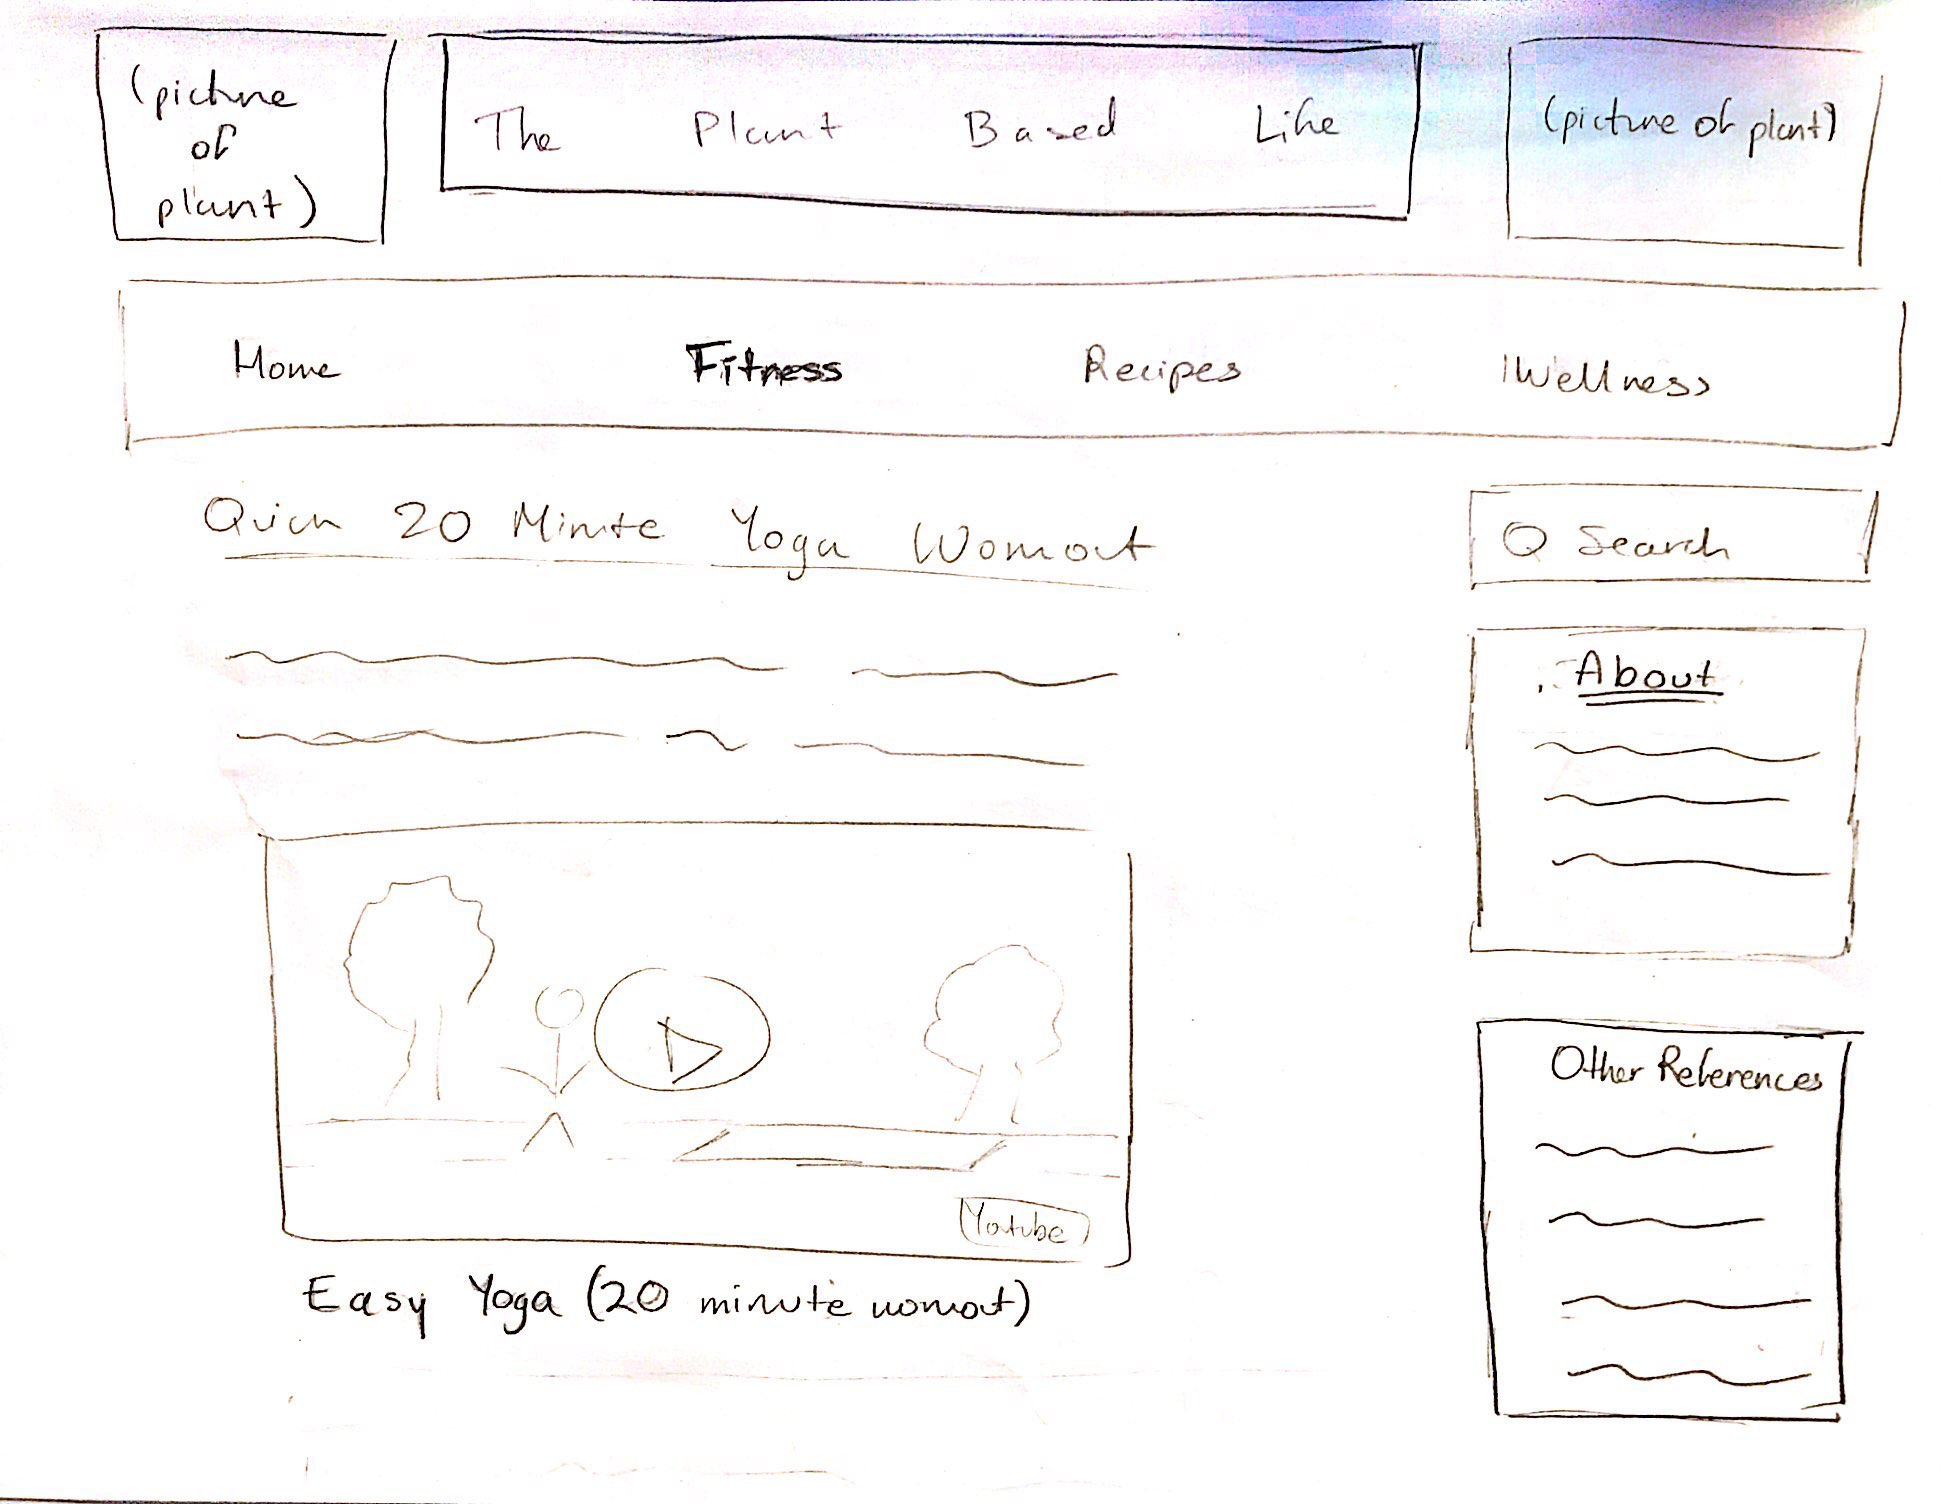 (picture
of
plant)
The Plant Based Life
(picture of plant)
Home Fitness Recipes Wellness
Quick 20 Minute Yoga Workout
Search
About
Youtube
Easy Yoga (20 minute workout)
Other References